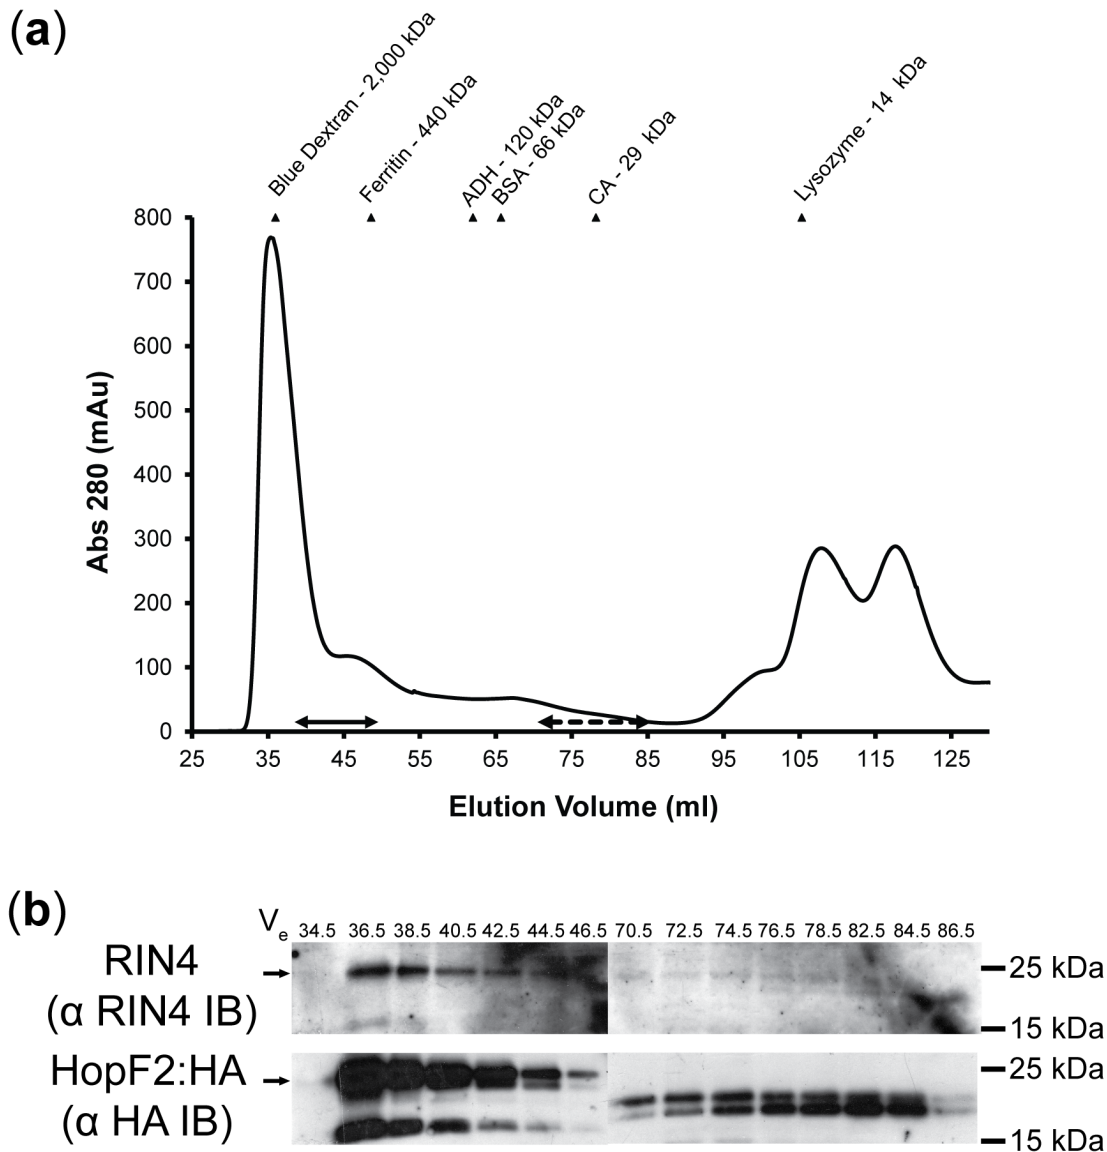 (a)
Blue Dextran - 2,000 kDa
Ferritin - 440 kDa
ADH - 120 kDa
BSA - 66 kDa
CA - 29 kDa
Lysozyme - 14 kDa
800
700
600
500
400
300
200
100
0
Abs 280 (mAu)
25 35 45 55 65 75 85 95 105 115 125
Elution Volume (ml)
(b)
Ve 34.5 36.5 38.5 40.5 42.5 44.5 46.5 70.5 72.5 74.5 76.5 78.5 82.5 84.5 86.5
RIN4
(α RIN4 IB)
25 kDa
15 kDa
HopF2:HA
(α HA IB)
25 kDa
15 kDa